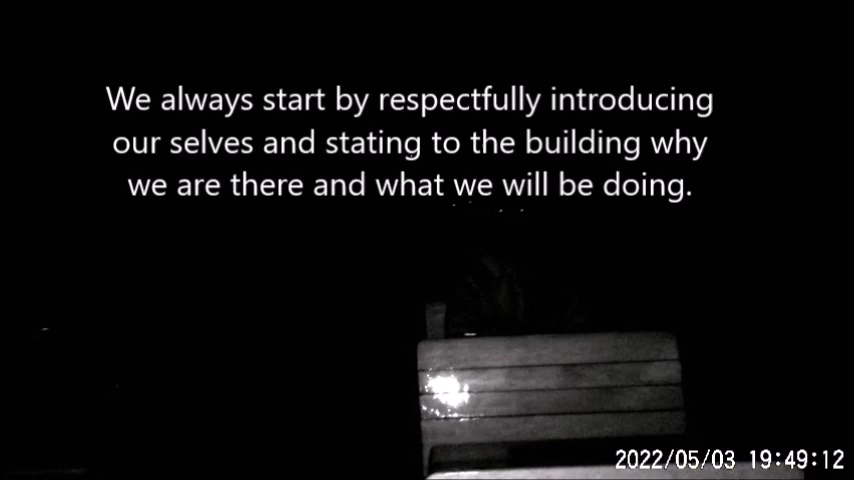 We always start by respectfully introducing
our selves and stating to the building why
we are there and what we will be doing.
2022/05/03 19:49:12